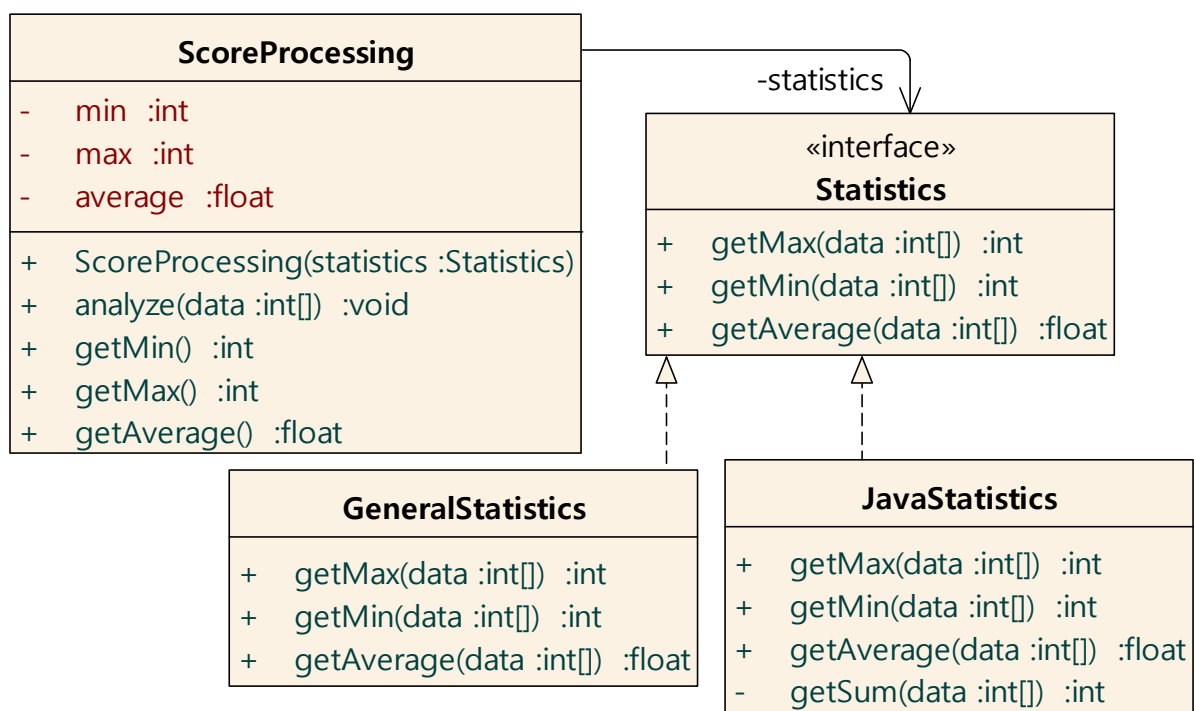 ScoreProcessing
- min :int
- max :int
- average :float
+ ScoreProcessing(statistics :Statistics)
+ analyze(data :int[]) :void
+ getMin() :int
+ getMax() :int
+ getAverage() :float
-statistics
«interface»
Statistics
+ getMax(data :int[]) :int
+ getMin(data :int[]) :int
+ getAverage(data :int[]) :float
GeneralStatistics
+ getMax(data :int[]) :int
+ getMin(data :int[]) :int
+ getAverage(data :int[]) :float
JavaStatistics
+ getMax(data :int[]) :int
+ getMin(data :int[]) :int
+ getAverage(data :int[]) :float
- getSum(data :int[]) :int